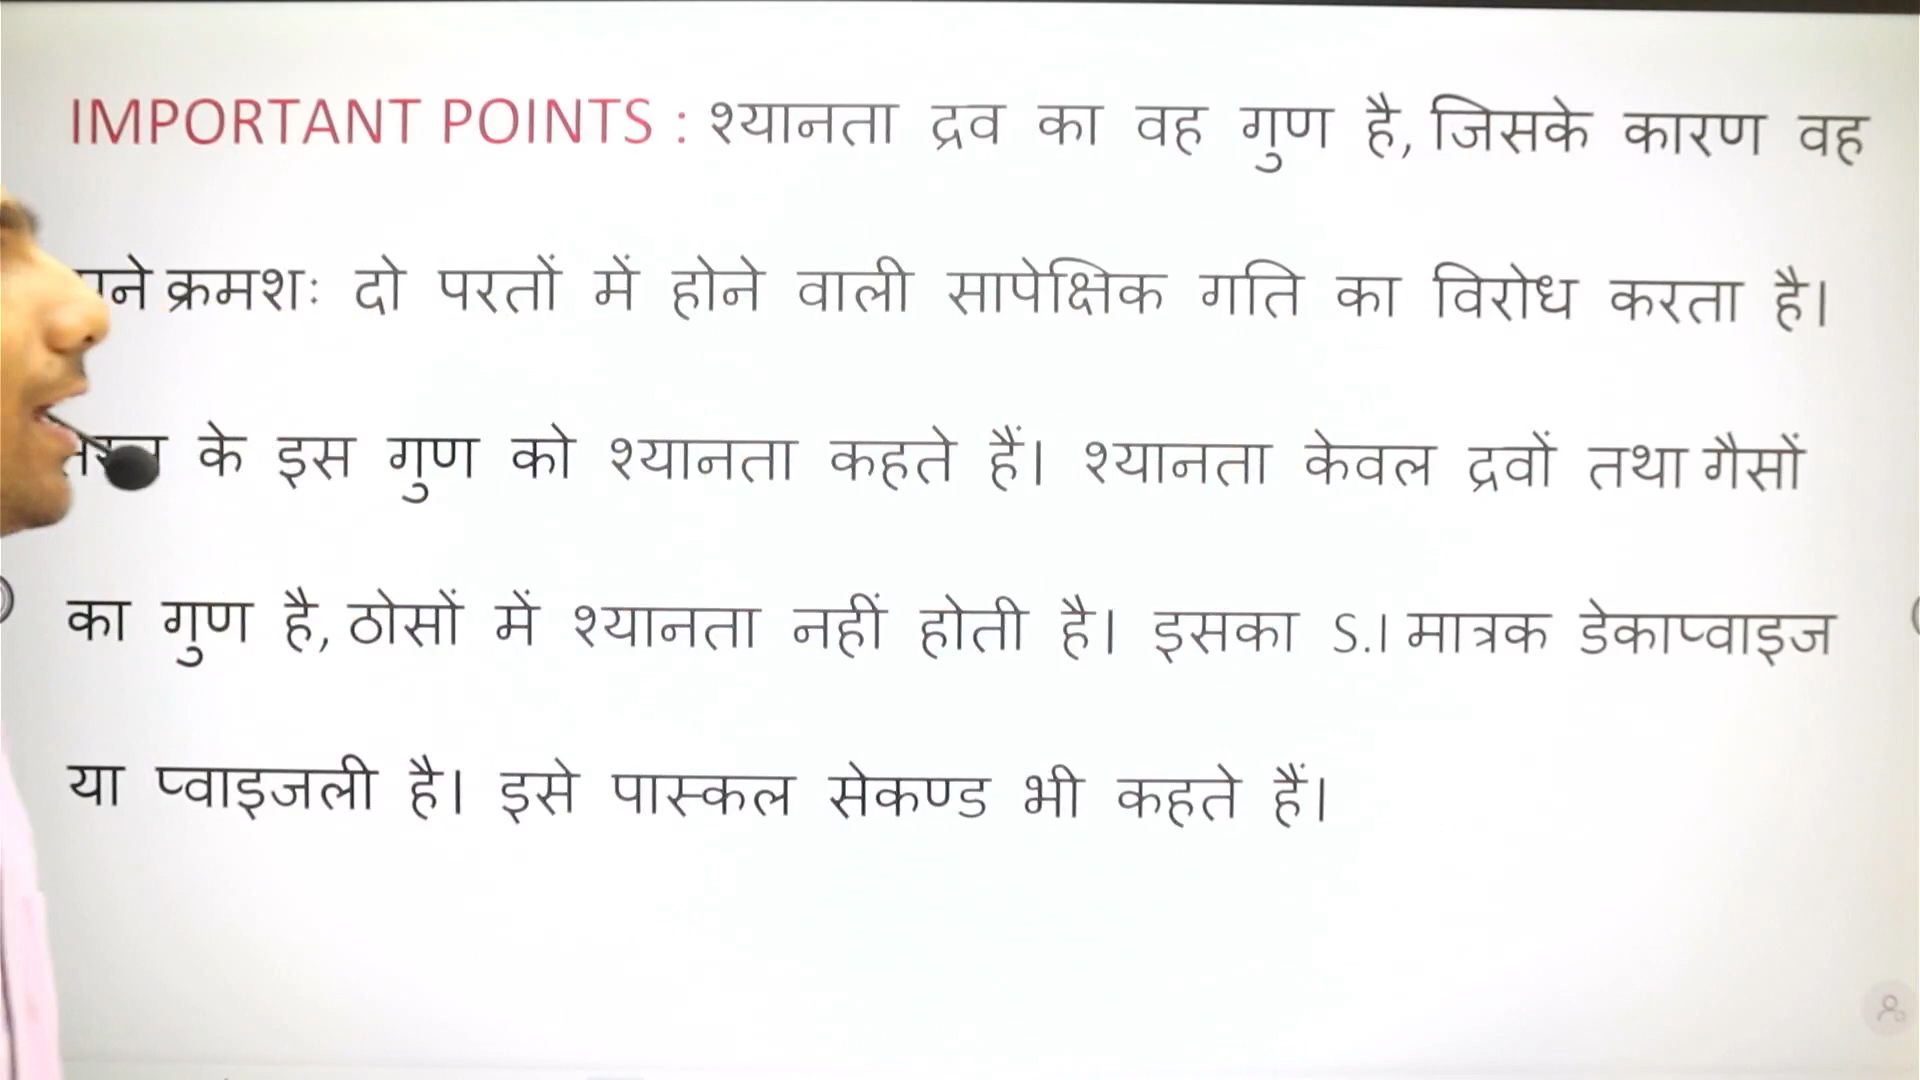 IMPORTANT POINTS : श्यानता द्रव का वह गुण है, जिसके कारण वह
क्रमशः दो परतों में होने वाली सापेक्षिक गति का विरोध करता है।
के इस गुण को श्यानता कहते हैं। श्यानता केवल द्रवों तथा गैसों
का गुण है, ठोसों में श्यानता नहीं होती है। इसका S.I मात्रक डेकाप्वाइज
या प्वाइजली है। इसे पास्कल सेकण्ड भी कहते हैं।